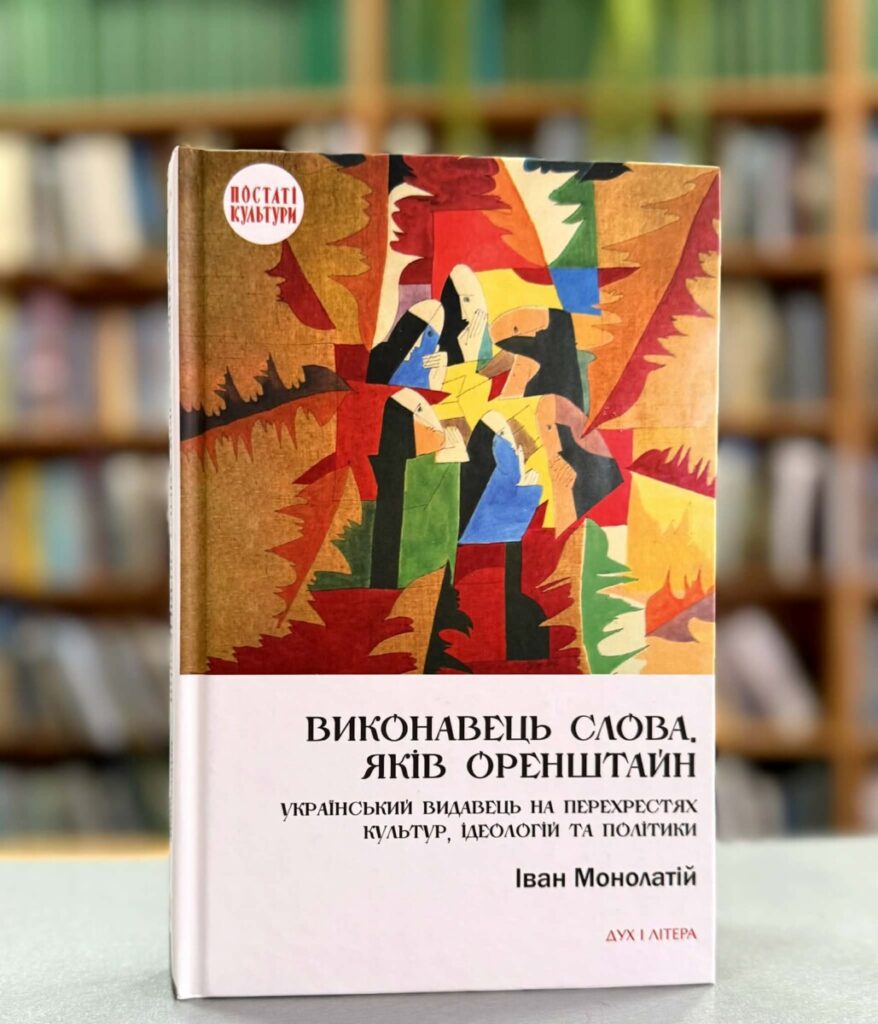 ПОСТАТІ
КУЛЬТУРИ
ВИКОНАВЕЦЬ СЛОВА.
ЯКІВ ОРЕНШТАЙН
УКРАЇНСЬКИЙ ВИДАВЕЦЬ НА ПЕРЕХРЕСТЯХ
КУЛЬТУР, ІДЕОЛОГІЙ ТА ПОЛІТИКИ
Іван Монолатій
ДУХ І ЛІТЕРА